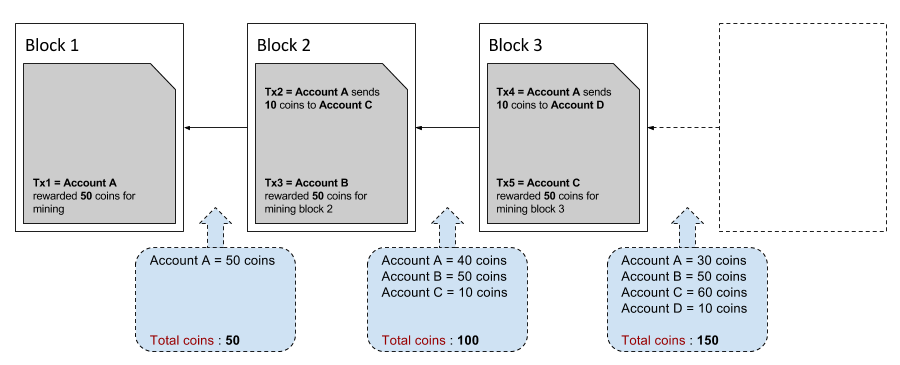 Block 1
Tx1 = Account A
rewarded 50 coins for
mining
Block 2
Tx2 = Account A sends
10 coins to Account C
Tx3 = Account B
rewarded 50 coins for
mining block 2
Block 3
Tx4 = Account A sends
10 coins to Account D
Tx5 = Account C
rewarded 50 coins for
mining block 3
Account A = 50 coins
Total coins : 50
Account A = 40 coins
Account B = 50 coins
Account C = 10 coins
Total coins : 100
Account A = 30 coins
Account B = 50 coins
Account C = 60 coins
Account D = 10 coins
Total coins : 150